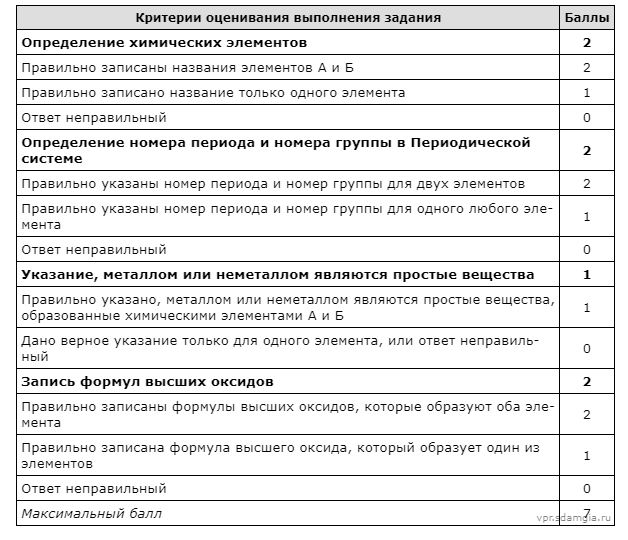 Критерии оценивания выполнения задания Баллы
Определение химических элементов 2
Правильно записаны названия элементов А и Б 2
Правильно записано название только одного элемента 1
Ответ неправильный 0
Определение номера периода и номера группы в Периодической
системе 2
Правильно указаны номер периода и номер группы для двух элементов 2
Правильно указаны номер периода и номер группы для одного любого эле-
мента 1
Ответ неправильный 0
Указание, металлом или неметаллом являются простые вещества 1
Правильно указано, металлом или неметаллом являются простые вещества,
образованные химическими элементами А и Б 1
Дано верное указание только для одного элемента, или ответ неправиль-
ный 0
Запись формул высших оксидов 2
Правильно записаны формулы высших оксидов, которые образуют оба эле-
мента 2
Правильно записана формула высшего оксида, который образует один из
элементов 1
Ответ неправильный 0
Максимальный балл 7
vpr.sdamgia.ru